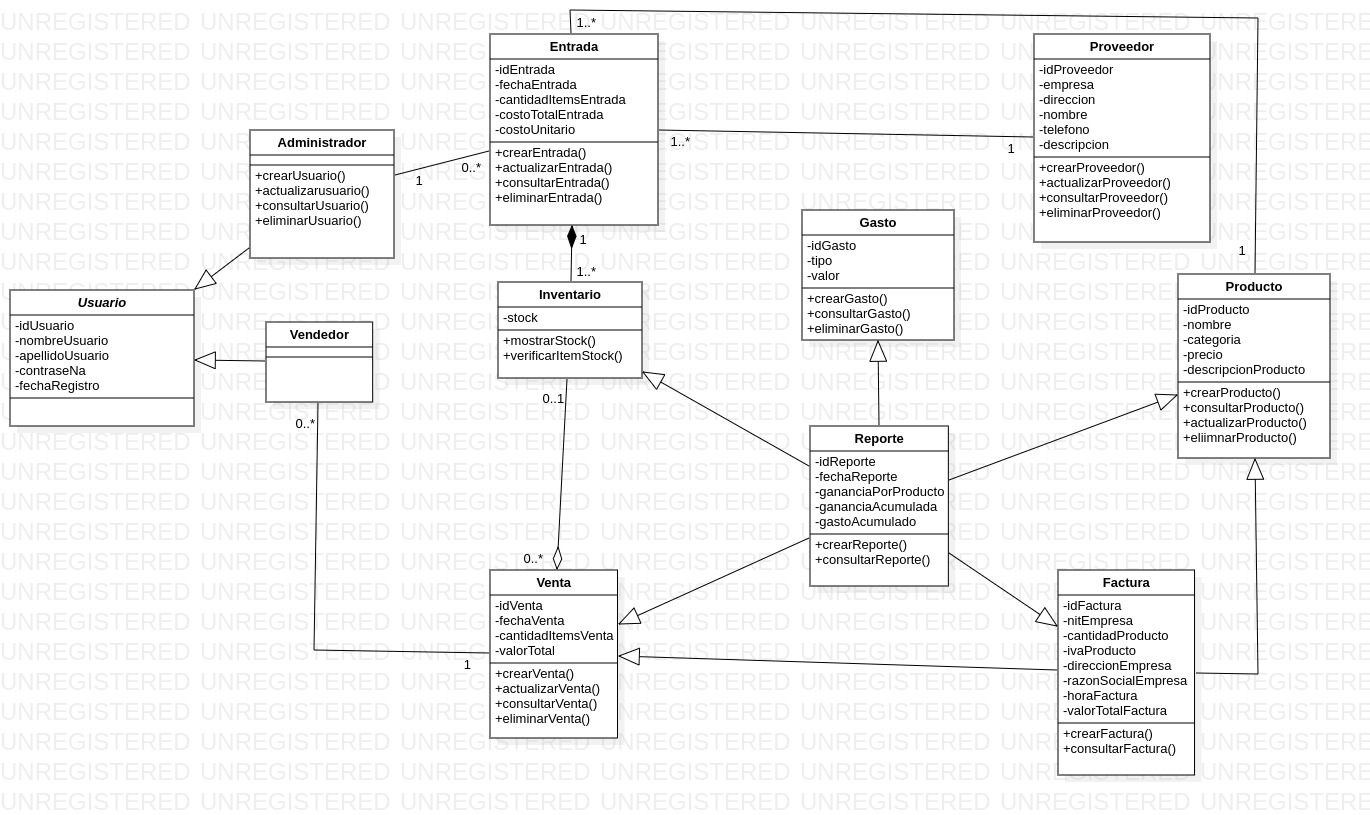 1..*
Entrada
-idEntrada
-fechaEntrada
-cantidadItemsEntrada
-costoTotalEntrada
-costoUnitario
+crearEntrada()
+actualizarEntrada()
+consultarEntrada()
+eliminarEntrada()
Proveedor
-idProveedor
-empresa
-direccion
-nombre
-telefono
-descripcion
+crearProveedor()
+actualizarProveedor()
+consultarProveedor()
+eliminarProveedor()
1..*
1
Administrador
+crearUsuario()
+actualizarusuario()
+consultarUsuario()
+eliminarUsuario()
1
0..*
1
1..*
Gasto
-idGasto
-tipo
-valor
+crearGasto()
+consultarGasto()
+eliminarGasto()
1
Producto
-idProducto
-nombre
-categoria
-precio
-descripcionProducto
+crearProducto()
+consultarProducto()
+actualizarProducto()
+eliimnarProducto()
Usuario
-idUsuario
-nombreUsuario
-apellidoUsuario
-contraseNa
-fechaRegistro
Vendedor
0..*
Inventario
-stock
+mostrarStock()
+verificarItemStock()
0..1
0..*
Reporte
-idReporte
-fechaReporte
-gananciaPorProducto
-gananciaAcumulada
-gastoAcumulado
+crearReporte()
+consultarReporte()
Venta
-idVenta
-fechaVenta
-cantidadItemsVenta
-valorTotal
+crearVenta()
+actualizarVenta()
+consultarVenta()
+eliminarVenta()
1
Factura
-idFactura
-nitEmpresa
-cantidadProducto
-ivaProducto
-direccionEmpresa
-razonSocialEmpresa
-horaFactura
-valorTotalFactura
+crearFactura()
+consultarFactura()
UNREGISTERED UNREGISTERED UNREGISTERED UNREGISTERED UNREGISTERED UNREGISTERED UNREGISTERED